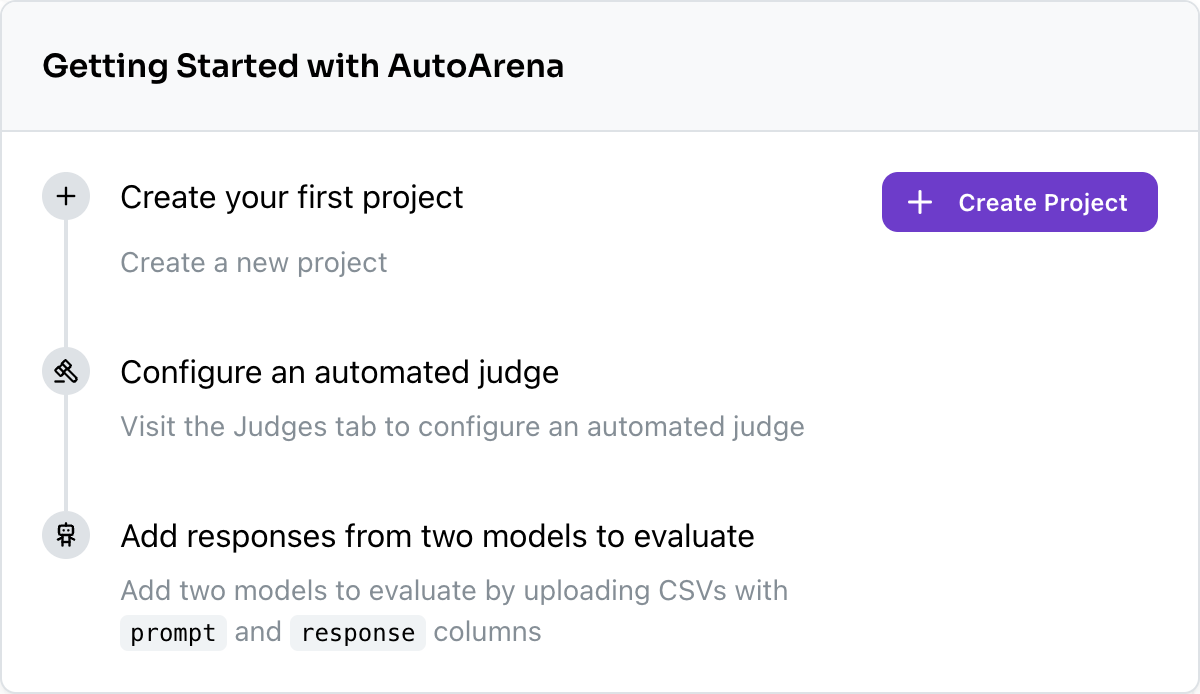 Getting Started with AutoArena
Create your first project
Create Project
Create a new project
Configure an automated judge
Visit the Judges tab to configure an automated judge
Add responses from two models to evaluate
Add two models to evaluate by uploading CSVs with
prompt and response columns